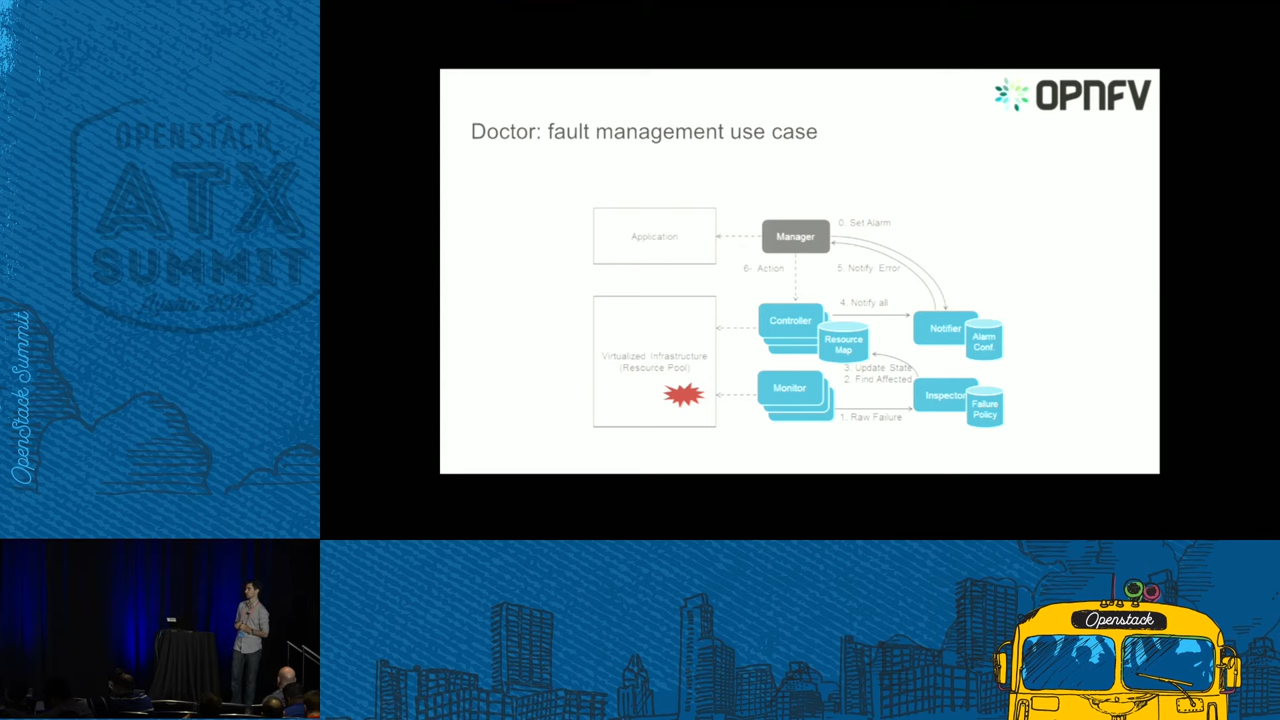 OPENSTACK
ATX
SUMMIT
OpenStack Summit
OPNFV
Doctor: fault management use case
Application
Manager
0. Set Alarm
6- Action
5. Notify Error
4. Notify all
Controller
Resource
Map
Notifier
Alarm
Conf.
Virtualized Infrastructure
(Resource Pool)
3. Update State
2. Find Affected
Monitor
Inspector
Failure
Policy
1. Raw Failure
Openstack